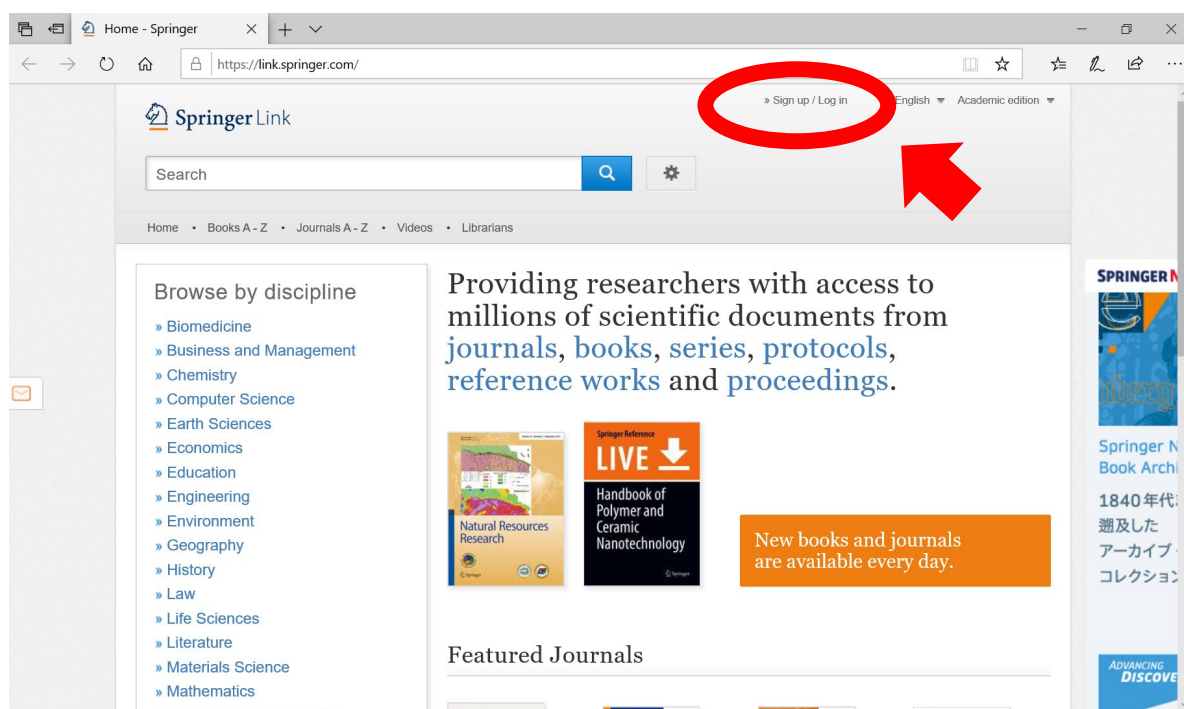 Home - Springer
https://link.springer.com/
» Sign up / Log in
English
Academic edition
Springer Link
Search
Home • Books A - Z • Journals A - Z • Videos • Librarians
Browse by discipline
» Biomedicine
» Business and Management
» Chemistry
» Computer Science
» Earth Sciences
» Economics
» Education
» Engineering
» Environment
» Geography
» History
» Law
» Life Sciences
» Literature
» Materials Science
» Mathematics
Providing researchers with access to
millions of scientific documents from
journals, books, series, protocols,
reference works and proceedings.
Natural Resources
Research
Springer
Springer Reference
LIVE
Handbook of
Polymer and
Ceramic
Nanotechnology
Springer
New books and journals
are available every day.
Featured Journals
SPRINGER N
Springer N
Book Archi
1840年代
遡及した
アーカイブ
コレクション
ADVANCING
DISCOVE